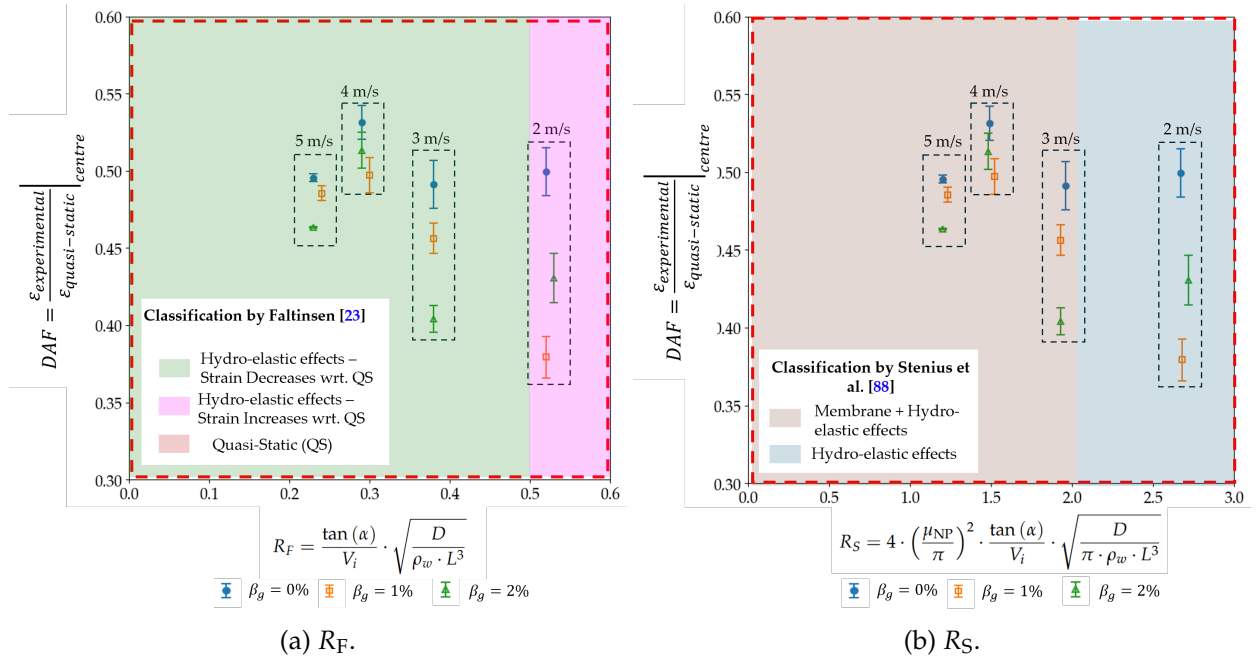 0.60
0.55
0.50
0.45
0.40
0.35
0.30
0.0 0.1 0.2 0.3 0.4 0.5 0.6
DAF = ε_experimental / ε_quasi−static |_centre
5 m/s
4 m/s
3 m/s
2 m/s
Classification by Faltinsen [23]
Hydro-elastic effects –
Strain Decreases wrt. QS
Hydro-elastic effects –
Strain Increases wrt. QS
Quasi-Static (QS)
R_F = tan (α) / V_i · √(D / ρ_w · L³)
β_g = 0% β_g = 1% β_g = 2%
(a) R_F.
0.60
0.55
0.50
0.45
0.40
0.35
0.30
0.0 0.5 1.0 1.5 2.0 2.5 3.0
DAF = ε_experimental / ε_quasi−static |_centre
5 m/s
4 m/s
3 m/s
2 m/s
Classification by Stenius et
al. [88]
Membrane + Hydro-
elastic effects
Hydro-elastic effects
R_S = 4 · (μ_NP / π)² · tan (α) / V_i · √(D / π · ρ_w · L³)
β_g = 0% β_g = 1% β_g = 2%
(b) R_S.